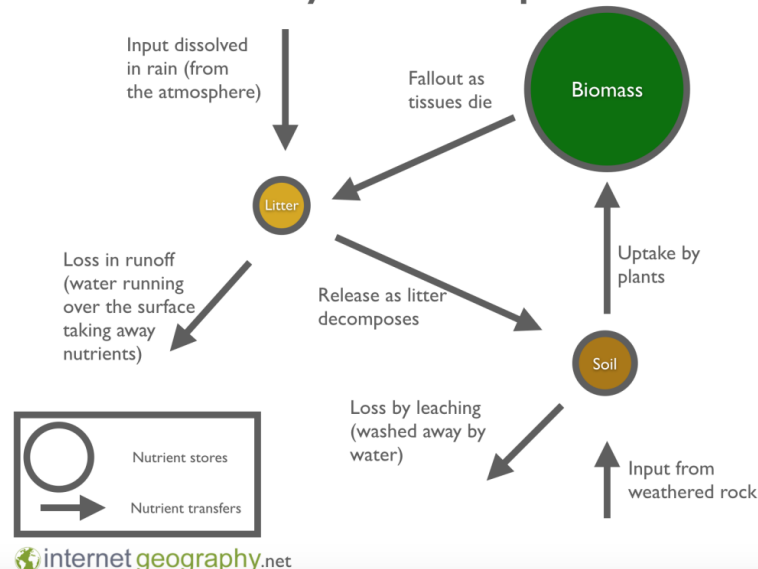 Input dissolved
in rain (from
the atmosphere)
Fallout as
tissues die
Biomass
Litter
Loss in runoff
(water running
over the surface
taking away
nutrients)
Release as litter
decomposes
Uptake by
plants
Soil
Loss by leaching
(washed away by
water)
Input from
weathered rock
Nutrient stores
Nutrient transfers
internetgeography.net